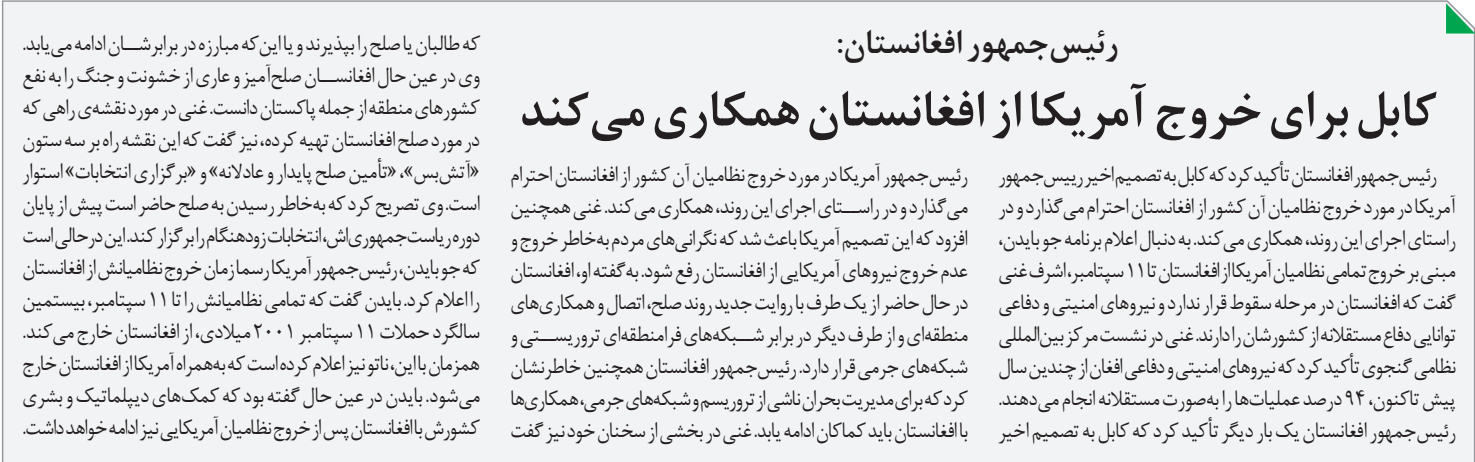 رئیس‌جمهور افغانستان:
کابل برای خروج آمریکا از افغانستان همکاری می‌کند
رئیس‌جمهور افغانستان تأکید کرد که کابل به تصمیم اخیر رییس‌جمهور
آمریکا در مورد خروج نظامیان آن کشور از افغانستان احترام می‌گذارد و در
راستای اجرای این روند، همکاری می‌کند. به دنبال اعلام برنامه جو بایدن،
مبنی بر خروج تمامی نظامیان آمریکااز افغانستان تا ۱۱ سپتامبر، اشرف غنی
گفت که افغانستان در مرحله سقوط قرار ندارد و نیروهای امنیتی و دفاعی
توانایی دفاع مستقلانه از کشورشان را دارند. غنی در نشست مرکز بین‌المللی
نظامی گنجوی تأکید کرد که نیروهای امنیتی و دفاعی افغان از چندین سال
پیش تاکنون، ۹۴ درصد عملیات‌ها را به‌صورت مستقلانه انجام می‌دهند.
رئیس‌جمهور افغانستان یک بار دیگر تأکید کرد که کابل به تصمیم اخیر
رئیس‌جمهور آمریکا در مورد خروج نظامیان آن کشور از افغانستان احترام
می‌گذارد و در راستای اجرای این روند، همکاری می‌کند. غنی همچنین
افزود که این تصمیم آمریکا باعث شد که نگرانی‌های مردم به‌خاطر خروج و
عدم خروج نیروهای آمریکایی از افغانستان رفع شود. به‌گفته او، افغانستان
در حال حاضر از یک طرف با روایت جدید روند صلح، اتصال و همکاری‌های
منطقه‌ای و از طرف دیگر در برابر شبکه‌های فرامنطقه‌ای تروریستی و
شبکه‌های جرمی قرار دارد. رئیس‌جمهور افغانستان همچنین خاطرنشان
کرد که برای مدیریت بحران ناشی از تروریسم و شبکه‌های جرمی، همکاری‌ها
با افغانستان باید کماکان ادامه یابد. غنی در بخشی از سخنان خود نیز گفت
که طالبان یا صلح را بپذیرند و یا این‌که مبارزه در برابرشان ادامه می‌یابد.
وی در عین حال افغانسان صلح‌آمیز و عاری از خشونت و جنگ را به نفع
کشورهای منطقه از جمله پاکستان دانست. غنی در مورد نقشه‌ی راهی که
در مورد صلح افغانستان تهیه کرده، نیز گفت که این نقشه راه بر سه ستون
«آتش‌بس»، «تأمین صلح پایدار و عادلانه» و «برگزاری انتخابات» استوار
است. وی تصریح کرد که به‌خاطر رسیدن به صلح حاضر است پیش از پایان
دوره ریاست‌جمهوری‌اش، انتخابات زودهنگام را برگزار کند. این درحالی است
که جو بایدن، رئیس‌جمهور آمریکا رسما زمان خروج نظامیانش از افغانستان
را اعلام کرد. بایدن گفت که تمامی نظامیانش را تا ۱۱ سپتامبر، بیستمین
سالگرد حملات ۱۱ سپتامبر ۲۰۰۱ میلادی، از افغانستان خارج می‌کند.
همزمان با این، ناتو نیز اعلام کرده است که به‌همراه آمریکااز افغانستان خارج
می‌شود. بایدن در عین حال گفته بود که کمک‌های دیپلماتیک و بشری
کشورش باافغانستان پس از خروج نظامیان آمریکایی نیز ادامه خواهد داشت.